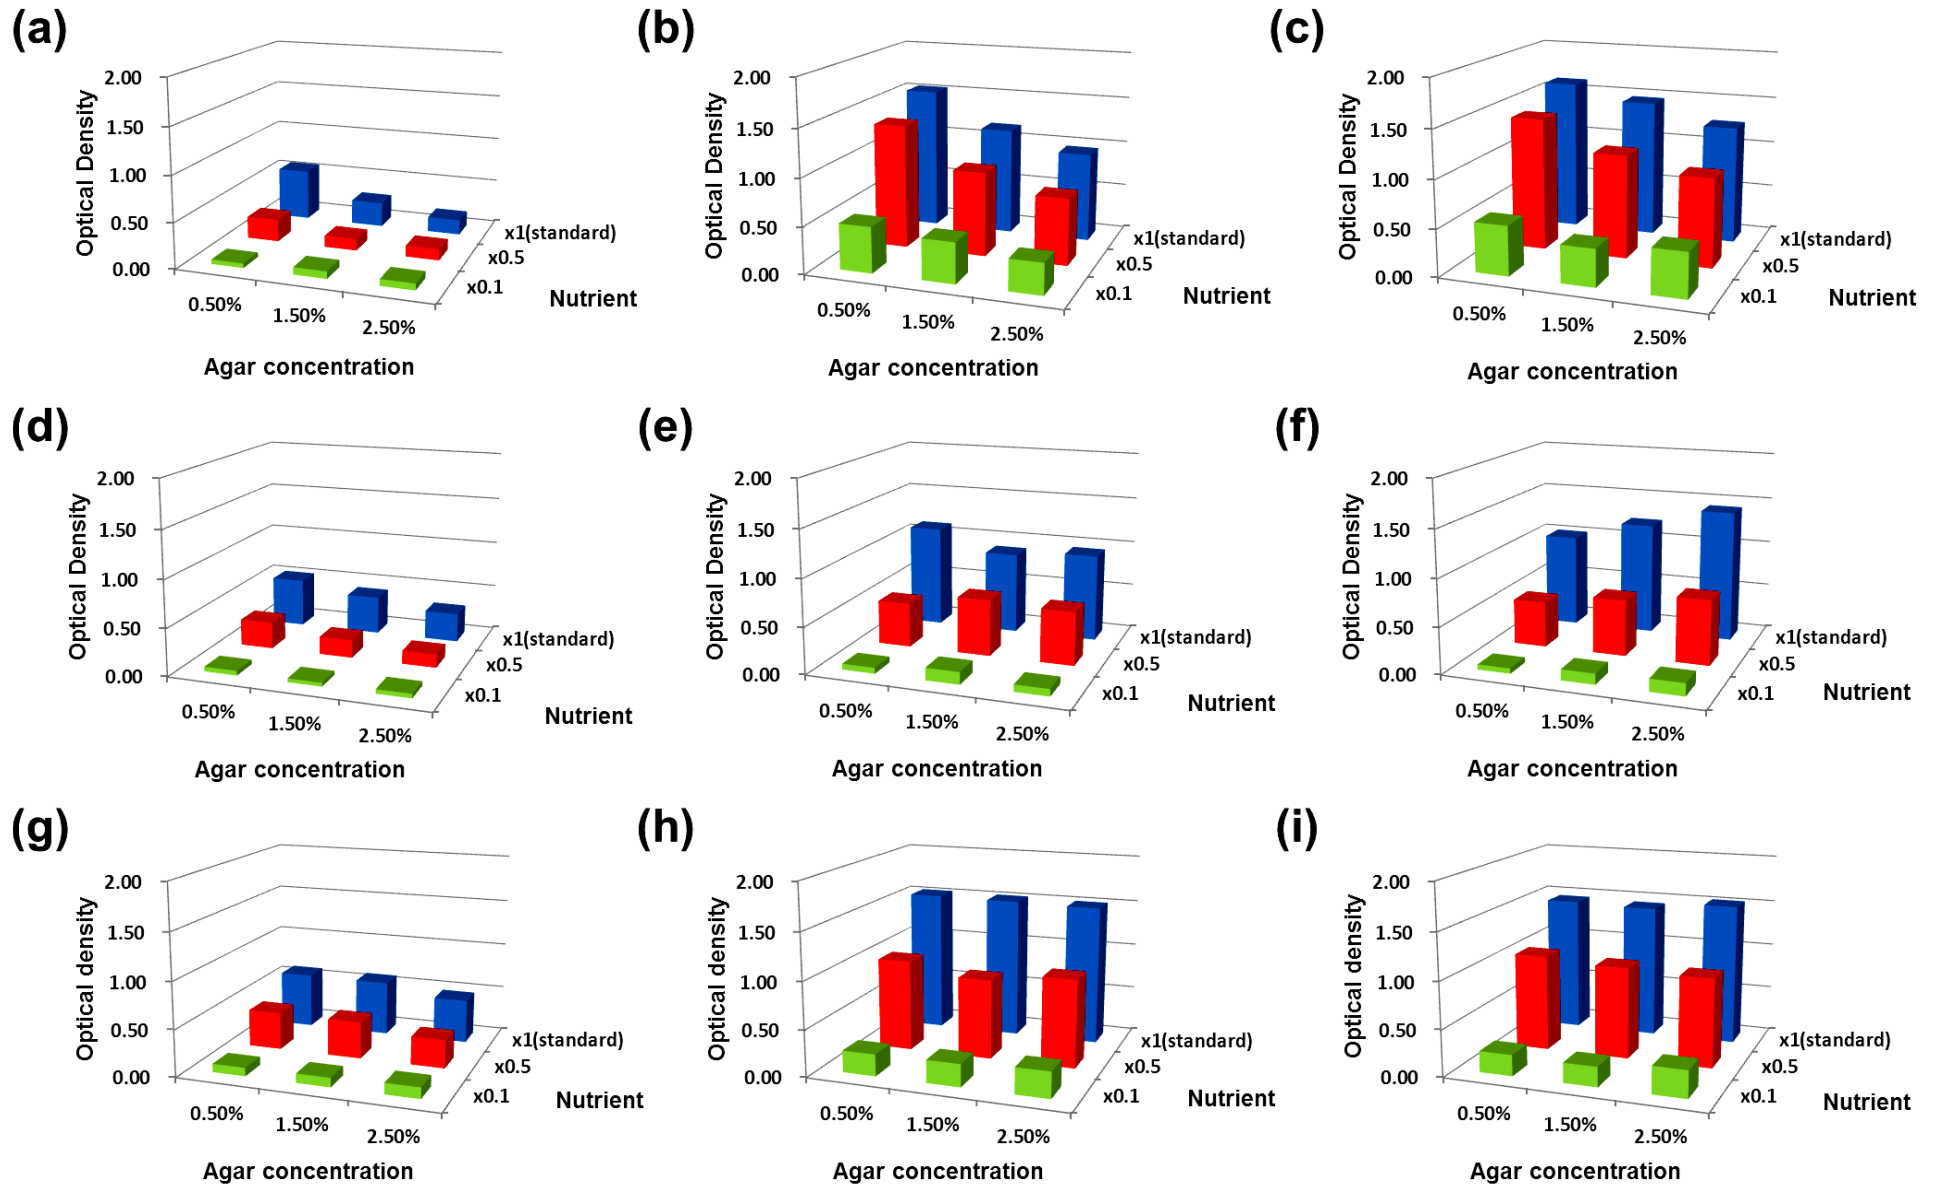 (a)
2.00
1.50
1.00
0.50
0.00
Optical Density
0.50%
1.50%
2.50%
Agar concentration
x1(standard)
x0.5
x0.1
Nutrient
(b)
2.00
1.50
1.00
0.50
0.00
Optical Density
0.50%
1.50%
2.50%
Agar concentration
x1(standard)
x0.5
x0.1
Nutrient
(c)
2.00
1.50
1.00
0.50
0.00
Optical Density
0.50%
1.50%
2.50%
Agar concentration
x1(standard)
x0.5
x0.1
Nutrient
(d)
2.00
1.50
1.00
0.50
0.00
Optical Density
0.50%
1.50%
2.50%
Agar concentration
x1(standard)
x0.5
x0.1
Nutrient
(e)
2.00
1.50
1.00
0.50
0.00
Optical Density
0.50%
1.50%
2.50%
Agar concentration
x1(standard)
x0.5
x0.1
Nutrient
(f)
2.00
1.50
1.00
0.50
0.00
Optical Density
0.50%
1.50%
2.50%
Agar concentration
x1(standard)
x0.5
x0.1
Nutrient
(g)
2.00
1.50
1.00
0.50
0.00
Optical density
0.50%
1.50%
2.50%
Agar concentration
x1(standard)
x0.5
x0.1
Nutrient
(h)
2.00
1.50
1.00
0.50
0.00
Optical density
0.50%
1.50%
2.50%
Agar concentration
x1(standard)
x0.5
x0.1
Nutrient
(i)
2.00
1.50
1.00
0.50
0.00
Optical density
0.50%
1.50%
2.50%
Agar concentration
x1(standard)
x0.5
x0.1
Nutrient